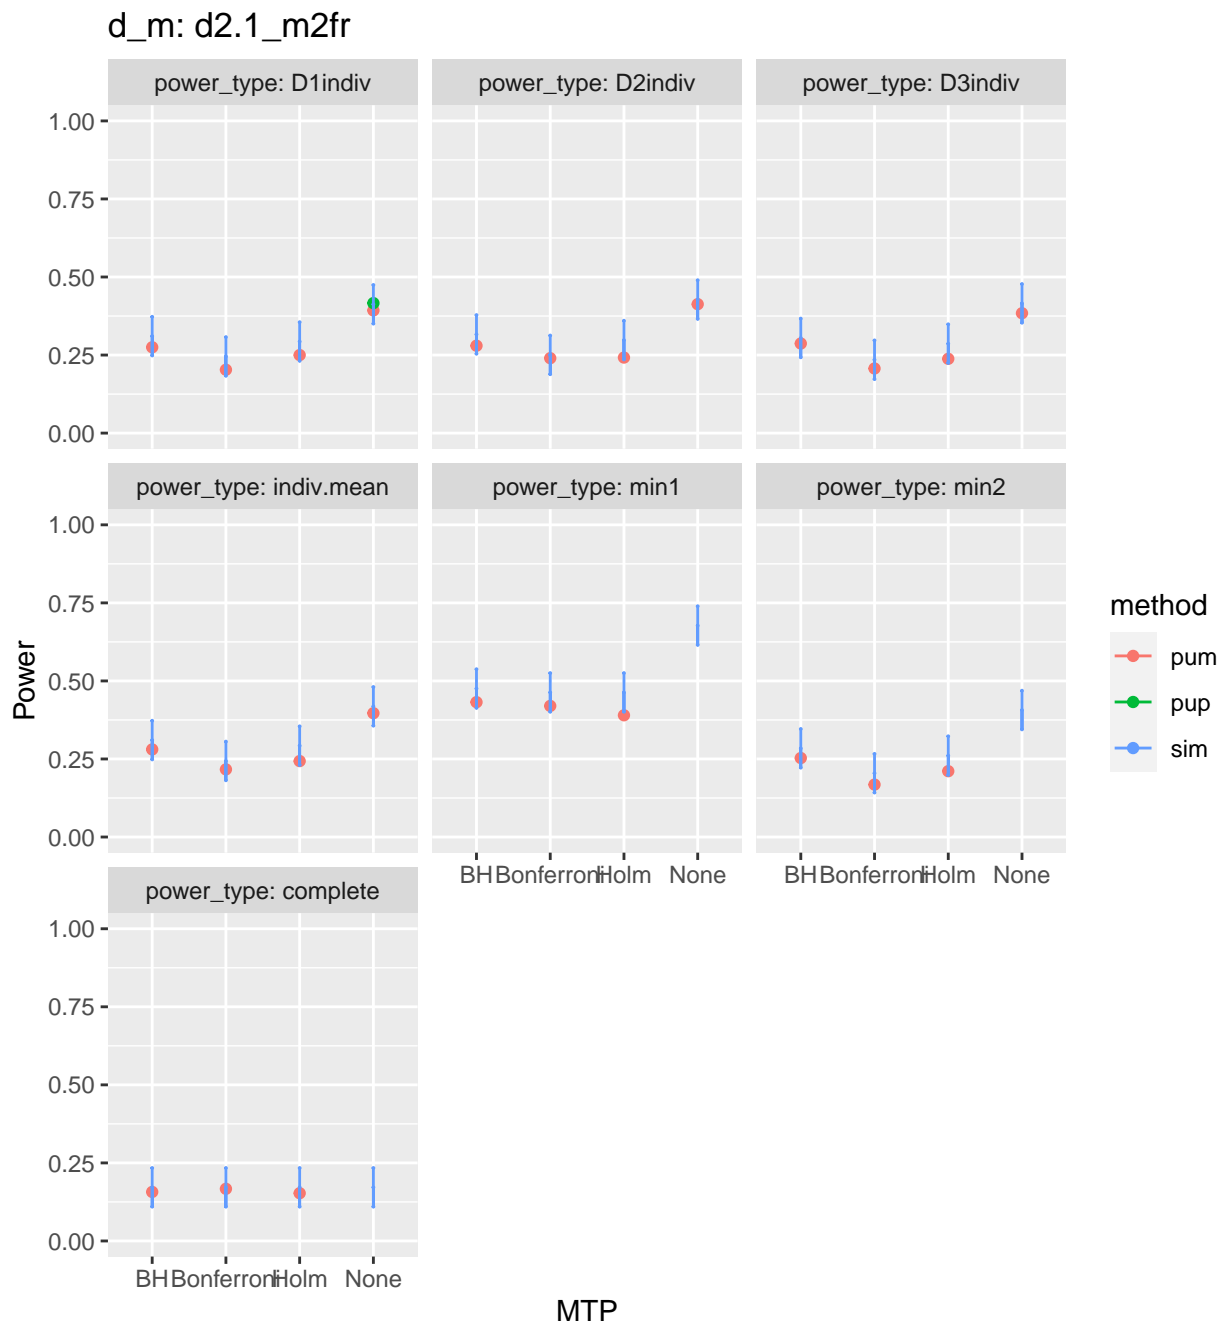 d_m: d2.1_m2fr
power_type: D1indiv
power_type: D2indiv
power_type: D3indiv
1.00
0.75
0.50
0.25
0.00
power_type: indiv.mean
power_type: min1
power_type: min2
1.00
0.75
0.50
0.25
0.00
BH Bonferroni Holm None
BH Bonferroni Holm None
power_type: complete
1.00
0.75
0.50
0.25
0.00
BH Bonferroni Holm None
Power
MTP
method
pum
pup
sim